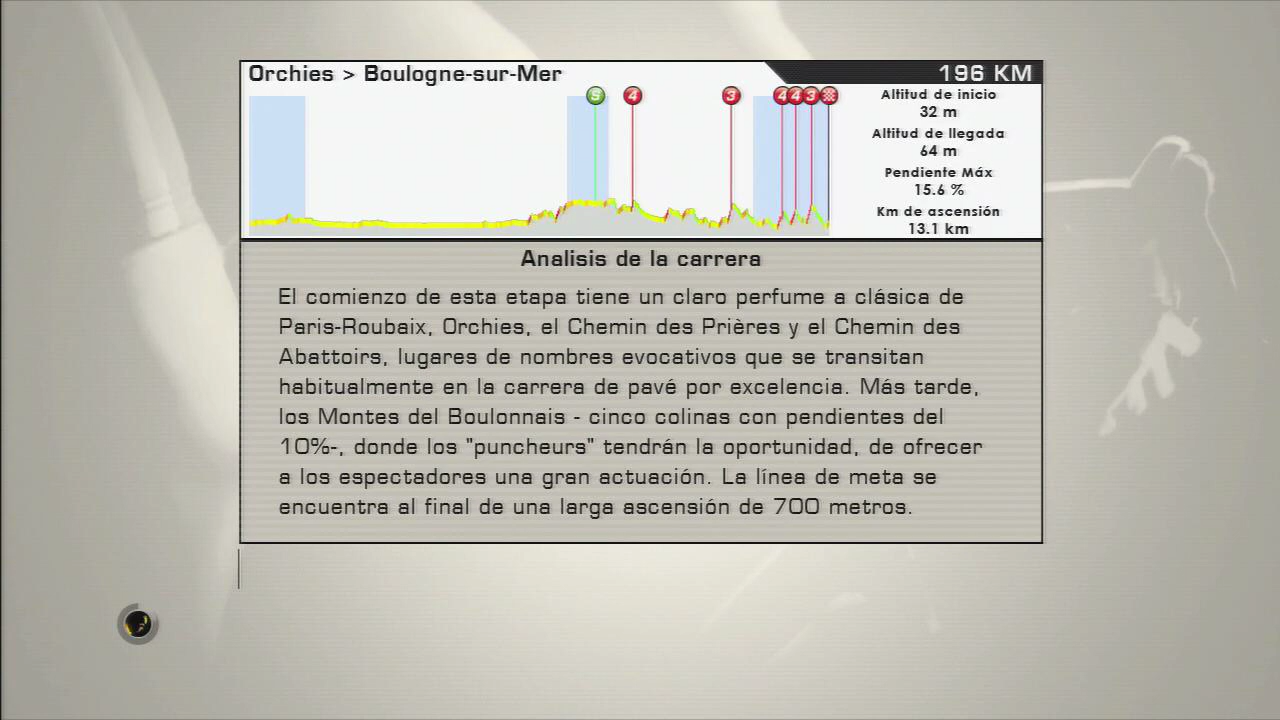 Orchies > Boulogne-sur-Mer
196 KM
S
4
3
4
4
3
Altitud de inicio
32 m
Altitud de llegada
64 m
Pendiente Máx
15.6 %
Km de ascensión
13.1 km
Analisis de la carrera
El comienzo de esta etapa tiene un claro perfume a clásica de
Paris-Roubaix, Orchies, el Chemin des Prières y el Chemin des
Abattoirs, lugares de nombres evocativos que se transitan
habitualmente en la carrera de pavé por excelencia. Más tarde,
los Montes del Boulonnais - cinco colinas con pendientes del
10%-, donde los "puncheurs" tendrán la oportunidad, de ofrecer
a los espectadores una gran actuación. La línea de meta se
encuentra al final de una larga ascensión de 700 metros.